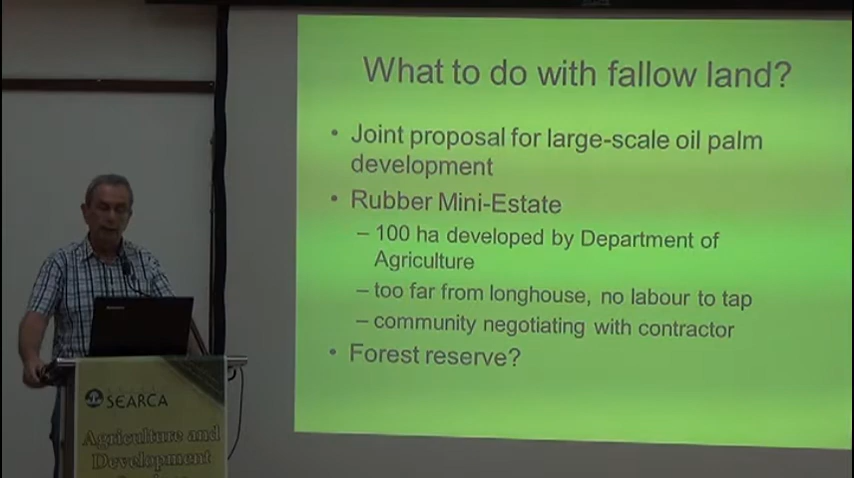 What to do with fallow land?
• Joint proposal for large-scale oil palm
development
• Rubber Mini-Estate
– 100 ha developed by Department of
Agriculture
– too far from longhouse, no labour to tap
– community negotiating with contractor
• Forest reserve?
SEARCA
Agriculture and
Development